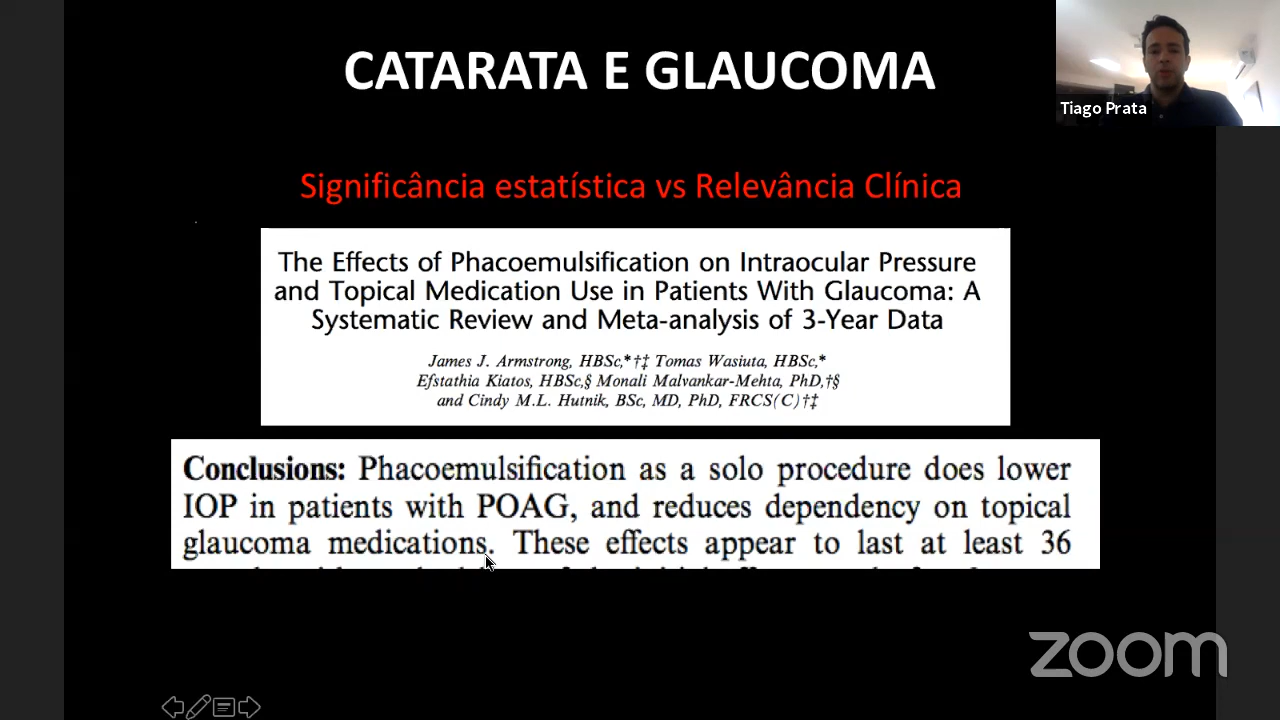 CATARATA E GLAUCOMA
Tiago Prata
Significância estatística vs Relevância Clínica
The Effects of Phacoemulsification on Intraocular Pressure
and Topical Medication Use in Patients With Glaucoma: A
Systematic Review and Meta-analysis of 3-Year Data
James J. Armstrong, HBSc,*†‡ Tomas Wasiuta, HBSc,*
Efstathia Kiatos, HBSc,§ Monali Malvankar-Mehta, PhD,†§
and Cindy M.L. Hutnik, BSc, MD, PhD, FRCS(C)†‡
Conclusions: Phacoemulsification as a solo procedure does lower
IOP in patients with POAG, and reduces dependency on topical
glaucoma medications. These effects appear to last at least 36
zoom